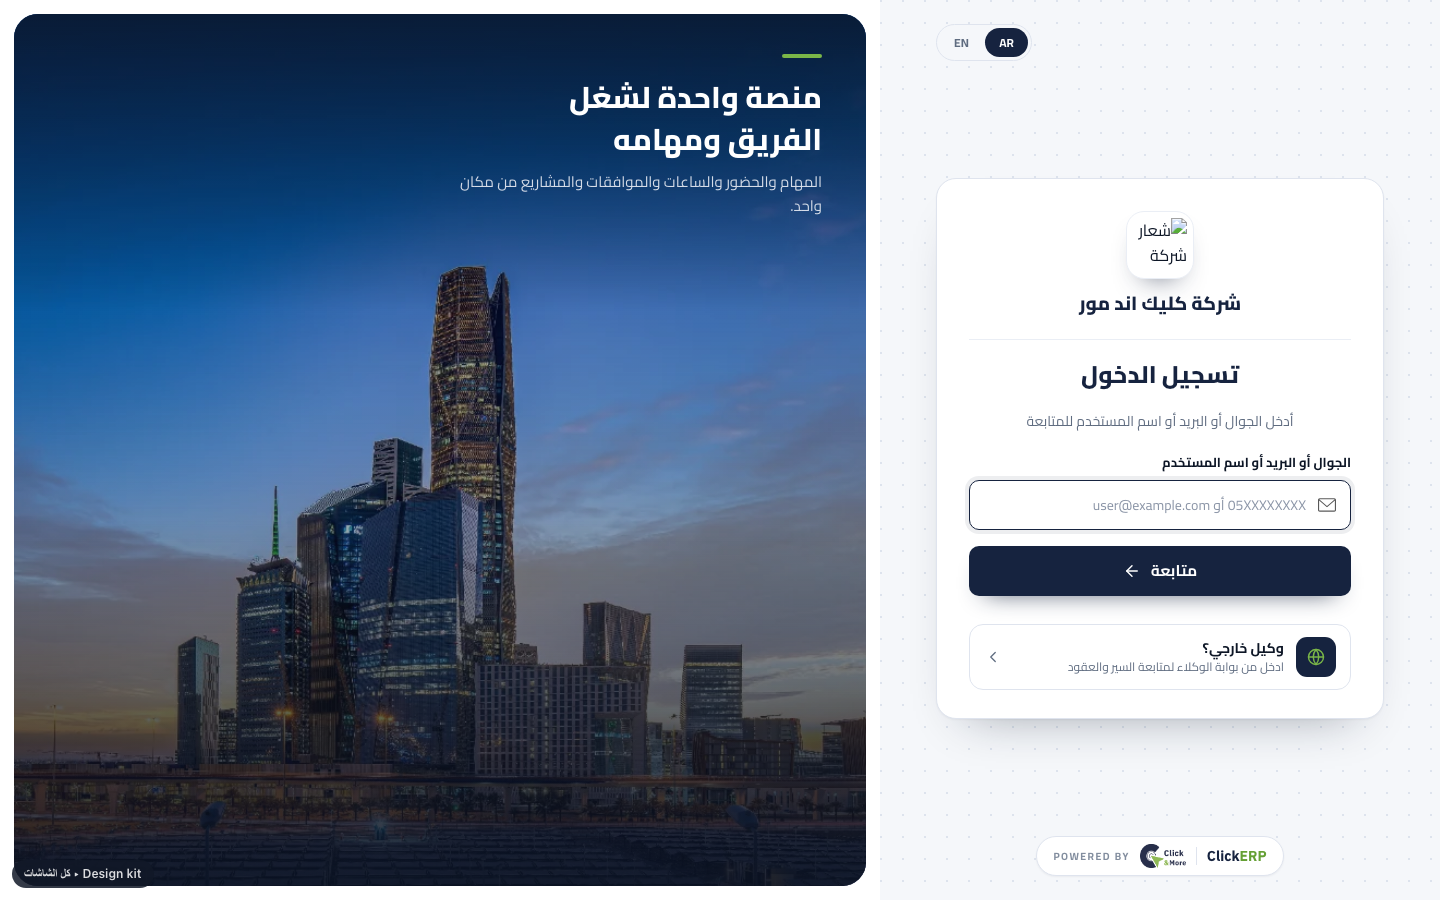 منصة واحدة لشغل
الفريق ومهامه
المهام والحضور والساعات والموافقات والمشاريع من مكان
واحد.
كل الشاشات ▸ Design kit
EN
AR
شعار
شركة
شركة كليك اند مور
تسجيل الدخول
أدخل الجوال أو البريد أو اسم المستخدم للمتابعة
الجوال أو البريد أو اسم المستخدم
05XXXXXXXX أو user@example.com
متابعة
وكيل خارجي؟
ادخل من بوابة الوكلاء لمتابعة السير والعقود
POWERED BY
Click
&More
ClickERP